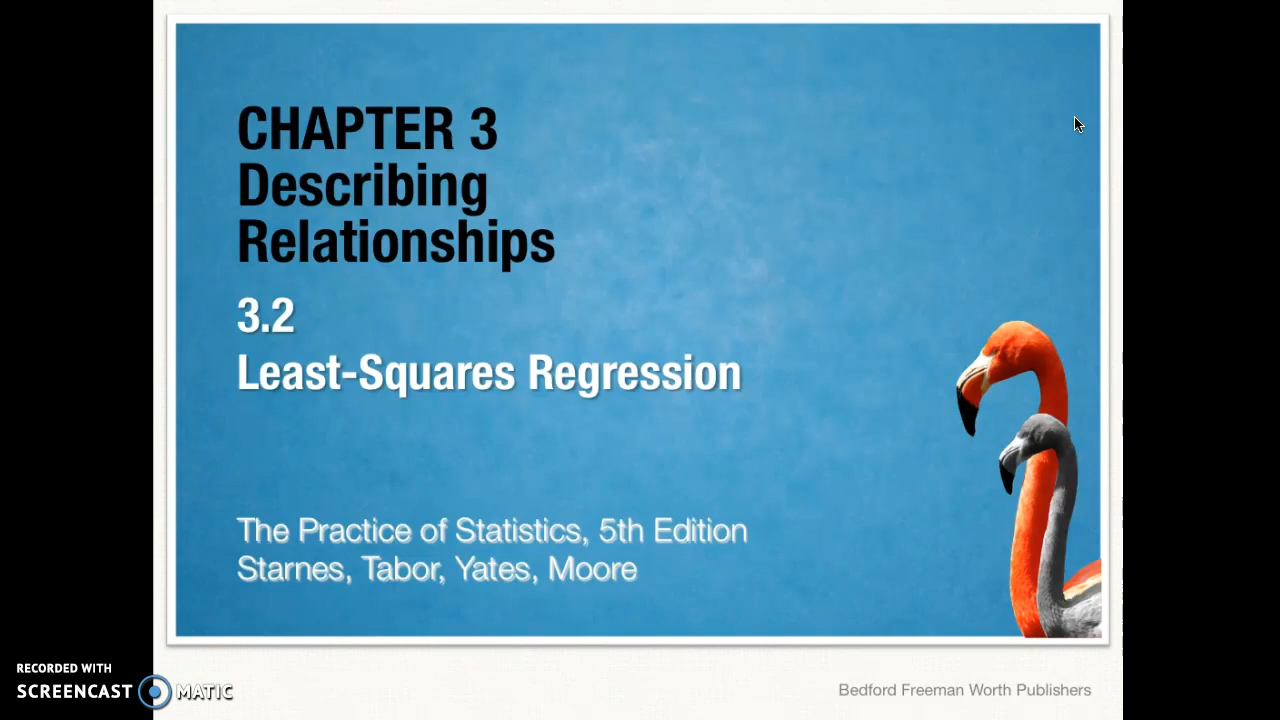 CHAPTER 3
Describing
Relationships
3.2
Least-Squares Regression
The Practice of Statistics, 5th Edition
Starnes, Tabor, Yates, Moore
RECORDED WITH
SCREENCAST MATIC
Bedford Freeman Worth Publishers